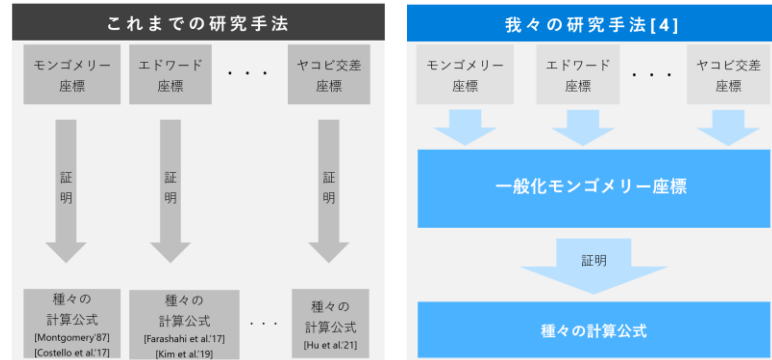 これまでの研究手法
モンゴメリー
座標
エドワード
座標
・・・
ヤコビ交差
座標
証
明
証
明
証
明
種々の
計算公式
[Montgomery'87]
[Costello et al.'17]
種々の
計算公式
[Farashahi et al.'17]
[Kim et al.'19]
・・・
種々の
計算公式
[Hu et al.'21]
我々の研究手法[4]
モンゴメリー
座標
エドワード
座標
・・・
ヤコビ交差
座標
一般化モンゴメリー座標
証明
種々の計算公式